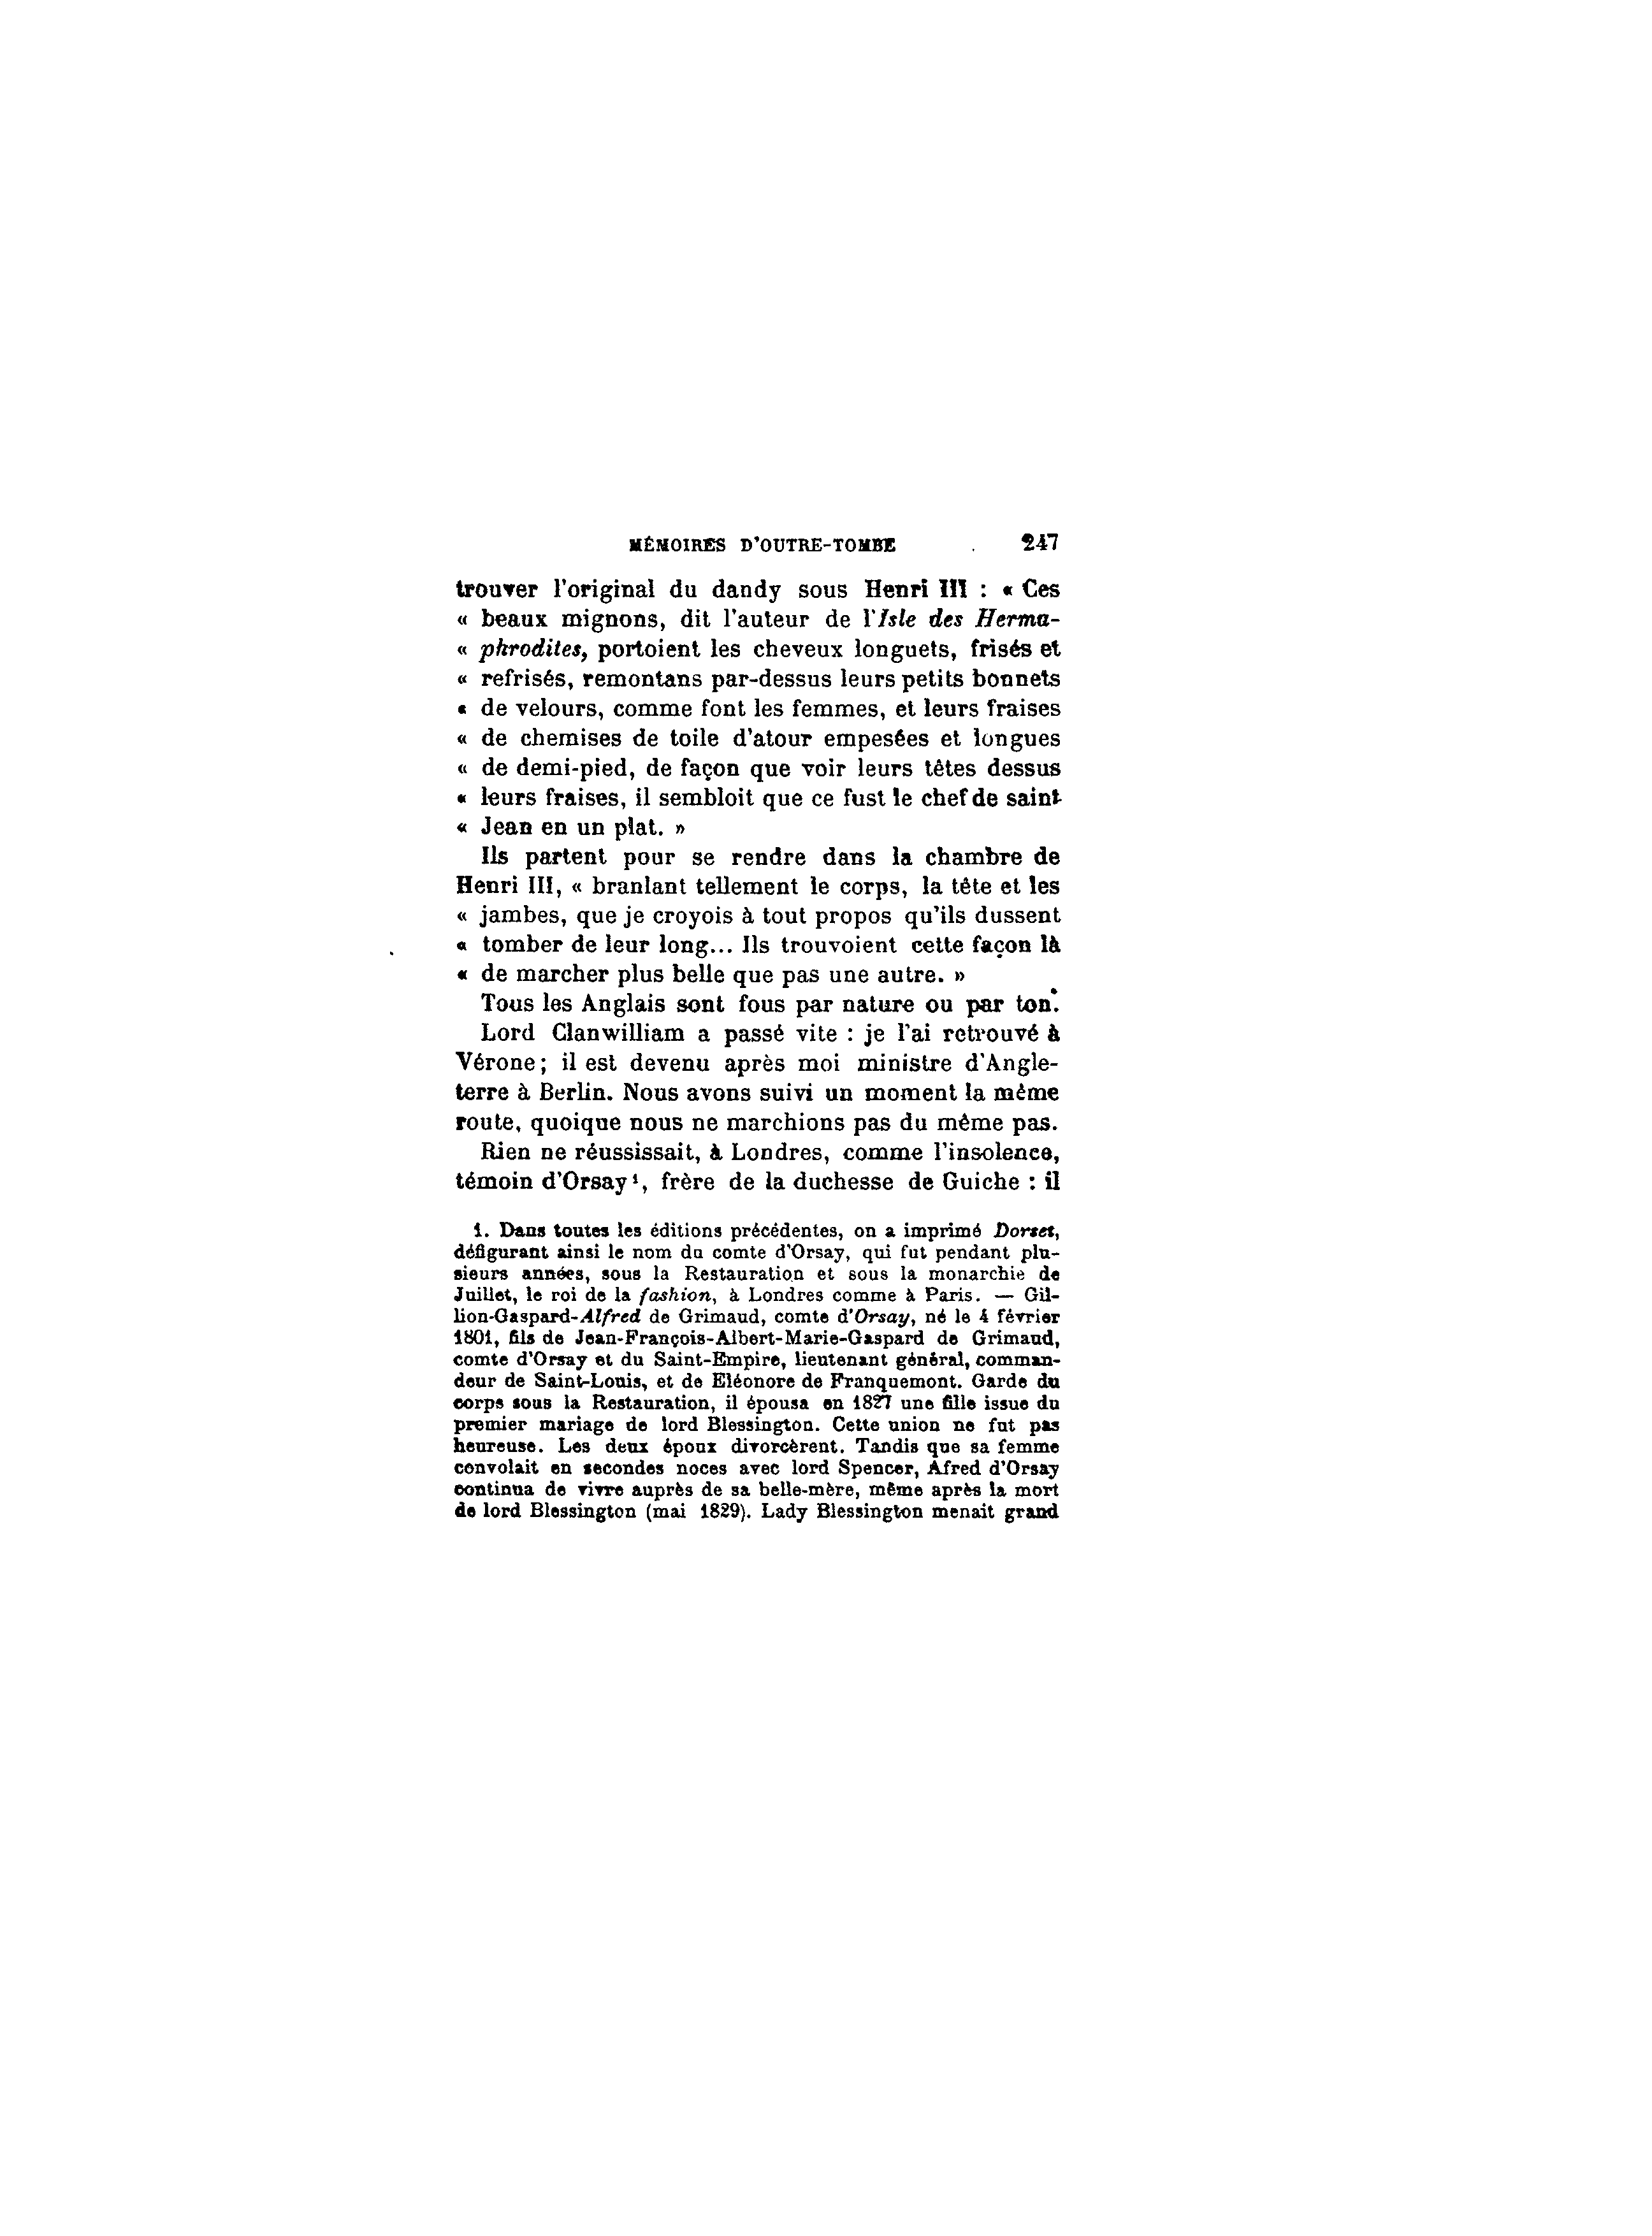 MÉMOIRES D'OUTRE-TOMBE 247
trouver l'original du dandy sous Henri III : « Ces
« beaux mignons, dit l'auteur de l'Isle des Herma-
« phrodites, portoient les cheveux longuets, frisés et
« refrisés, remontans par-dessus leurs petits bonnets
« de velours, comme font les femmes, et leurs fraises
« de chemises de toile d'atour empesées et longues
« de demi-pied, de façon que voir leurs têtes dessus
« leurs fraises, il sembloit que ce fust le chef de saint
« Jean en un plat. »
Ils partent pour se rendre dans la chambre de
Henri III, « branlant tellement le corps, la tête et les
« jambes, que je croyois à tout propos qu'ils dussent
« tomber de leur long... Ils trouvoient cette façon là
« de marcher plus belle que pas une autre. »
Tous les Anglais sont fous par nature ou par ton.
Lord Clanwilliam a passé vite : je l'ai retrouvé à
Vérone; il est devenu après moi ministre d'Angle-
terre à Berlin. Nous avons suivi un moment la même
route, quoique nous ne marchions pas du même pas.
Rien ne réussissait, à Londres, comme l'insolence,
témoin d'Orsay¹, frère de la duchesse de Guiche : il
1. Dans toutes les éditions précédentes, on a imprimé Dorset,
défigurant ainsi le nom du comte d'Orsay, qui fut pendant plu-
sieurs années, sous la Restauration et sous la monarchie de
Juillet, le roi de la fashion, à Londres comme à Paris. — Gil-
lion-Gaspard-Alfred de Grimaud, comte d'Orsay, né le 4 février
1801, fils de Jean-François-Albert-Marie-Gaspard de Grimaud,
comte d'Orsay et du Saint-Empire, lieutenant général, comman-
deur de Saint-Louis, et de Eléonore de Franquemont. Garde du
corps sous la Restauration, il épousa en 1827 une fille issue du
premier mariage de lord Blessington. Cette union ne fut pas
heureuse. Les deux époux divorcèrent. Tandis que sa femme
convolait en secondes noces avec lord Spencer, Afred d'Orsay
continua de vivre auprès de sa belle-mère, même après la mort
de lord Blessington (mai 1829). Lady Blessington menait grand